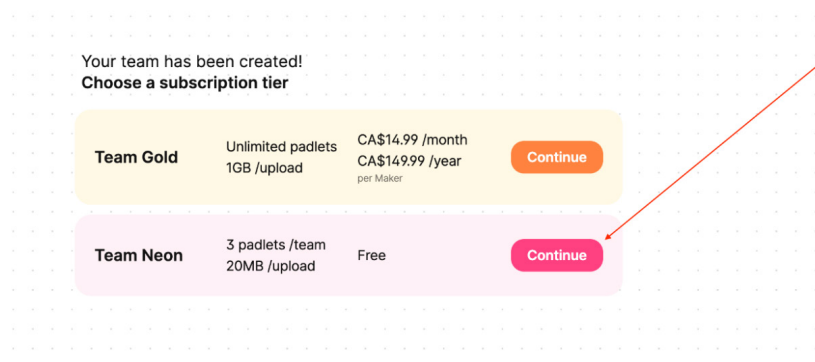 Your team has been created!
Choose a subscription tier
Team Gold
Unlimited padlets
1GB /upload
CA$14.99 /month
CA$149.99 /year
per Maker
Continue
Team Neon
3 padlets /team
20MB /upload
Free
Continue